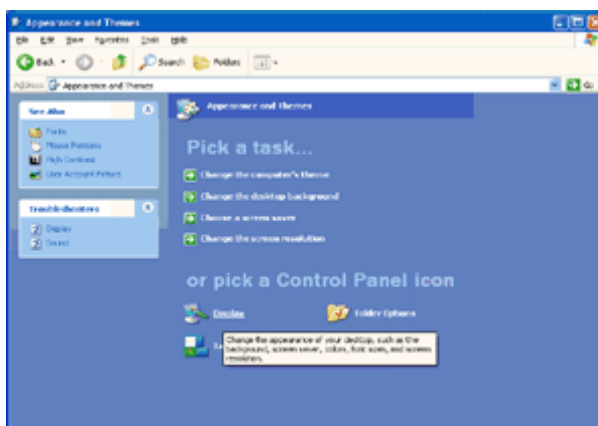 Appearance and Themes
File Edit View Favorites Tools Help
Back Search Folders
Address Appearance and Themes Go
See Also
Fonts
Mouse Pointers
High Contrast
User Account Picture
Troubleshooters
Display
Sound
Appearance and Themes
Pick a task...
Change the computer's theme
Change the desktop background
Choose a screen saver
Change the screen resolution
or pick a Control Panel icon
Display Folder Options
Change the appearance of your desktop, such as the
background, screen saver, colors, font sizes, and screen
resolution.